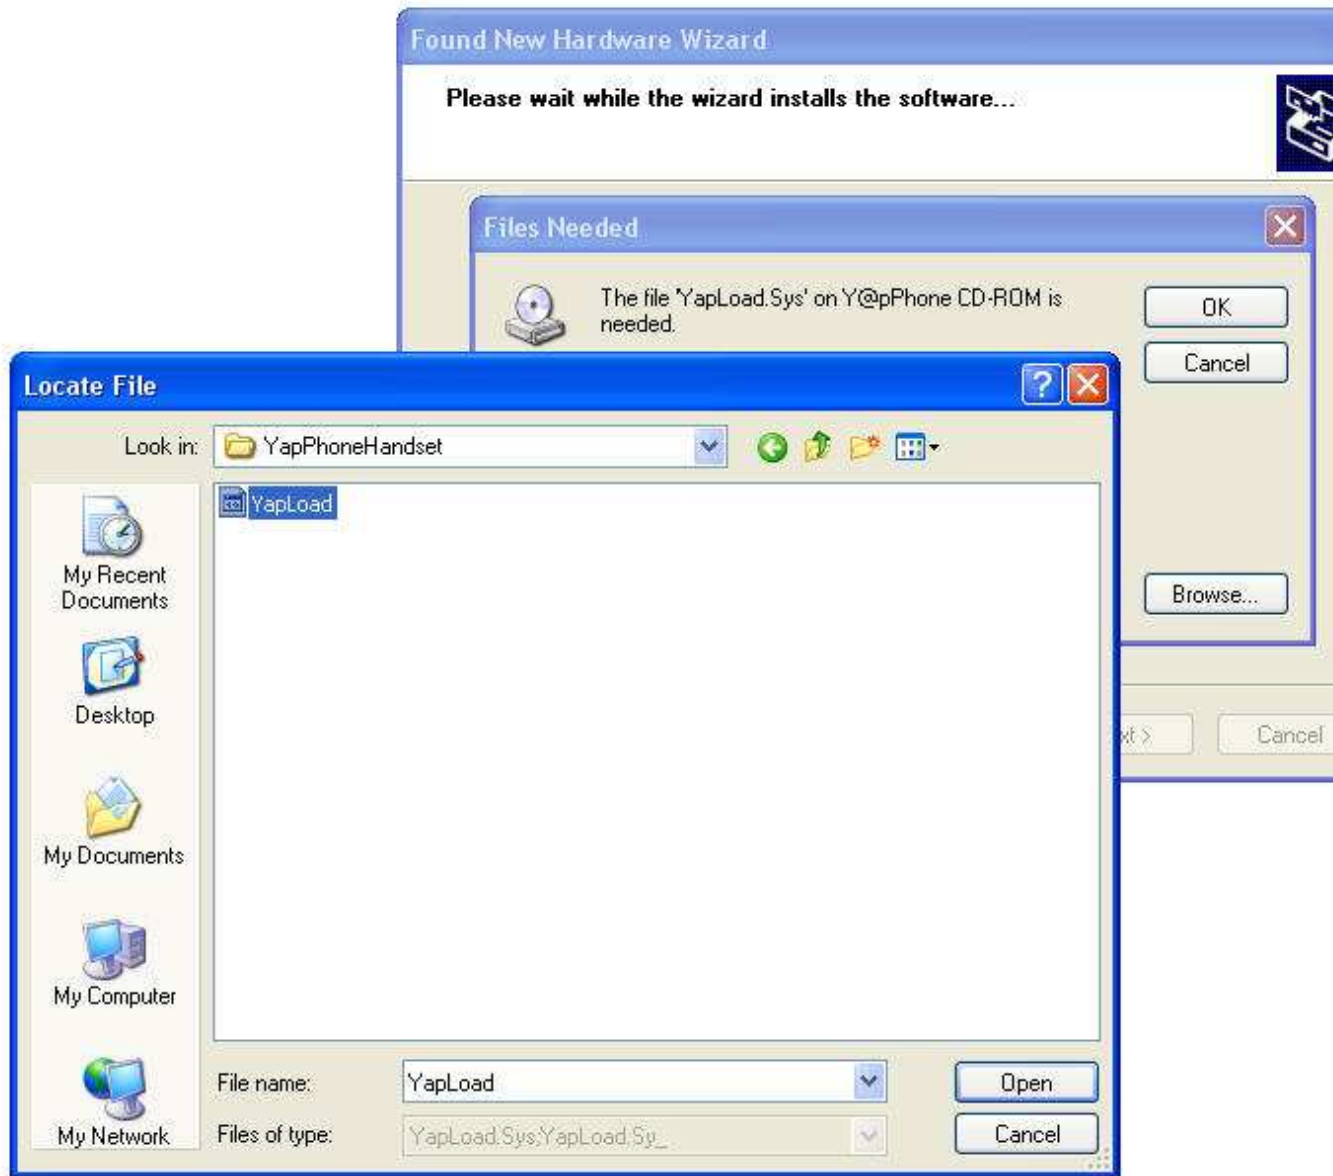 Found New Hardware Wizard
Please wait while the wizard installs the software...
Files Needed
The file 'YapLoad.Sys' on Y@pPhone CD-ROM is
needed.
OK
Cancel
Browse...
Cancel
Locate File
Look in:
YapPhoneHandset
YapLoad
My Recent
Documents
Desktop
My Documents
My Computer
My Network
File name:
YapLoad
Open
Files of type:
YapLoad.Sys;YapLoad.Sy_
Cancel